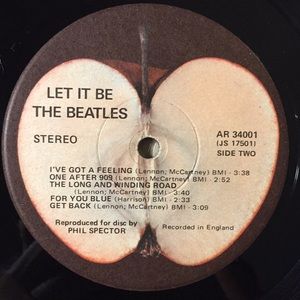 LET IT BE
THE BEATLES
STEREO
AR 34001
(JS 17501)
SIDE TWO
I'VE GOT A FEELING (Lennon; McCartney) BMI - 3:38
ONE AFTER 909 (Lennon; McCartney) BMI - 2:52
THE LONG AND WINDING ROAD
(Lennon; McCartney) BMI - 3:40
FOR YOU BLUE (Harrison) BMI - 2:33
GET BACK (Lennon; McCartney) BMI - 3:09
Reproduced for disc by
PHIL SPECTOR
Recorded in England